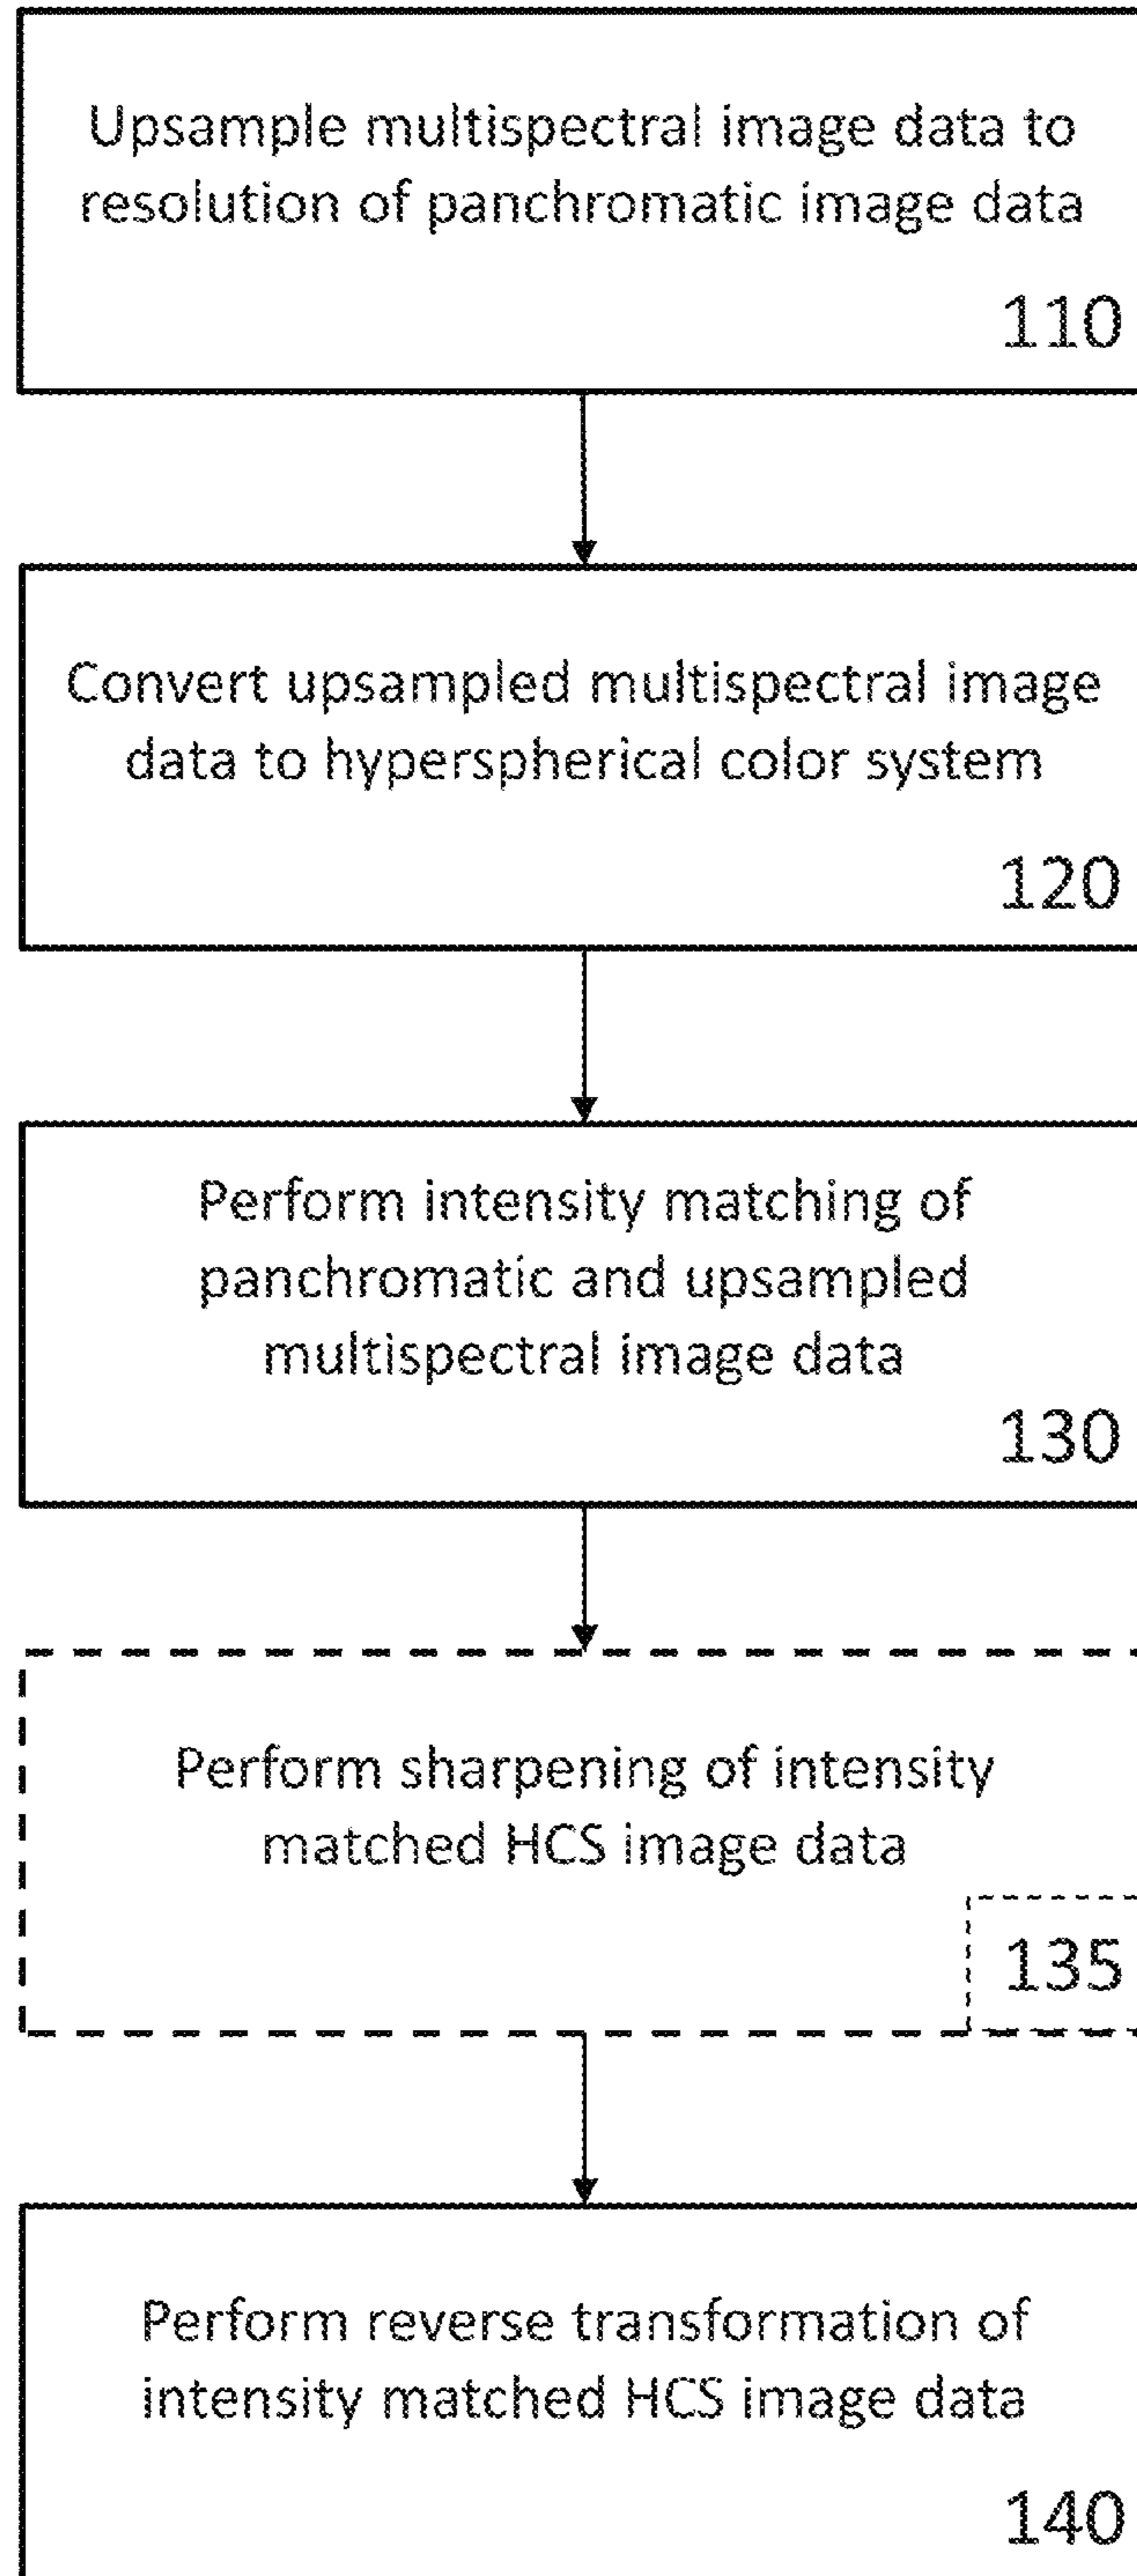 Upsample multispectral image data to
resolution of panchromatic image data
110
Convert upsampled multispectral image
data to hyperspherical color system
120
Perform intensity matching of
panchromatic and upsampled
multispectral image data
130
Perform sharpening of intensity
matched HCS image data
135
Perform reverse transformation of
intensity matched HCS image data
140